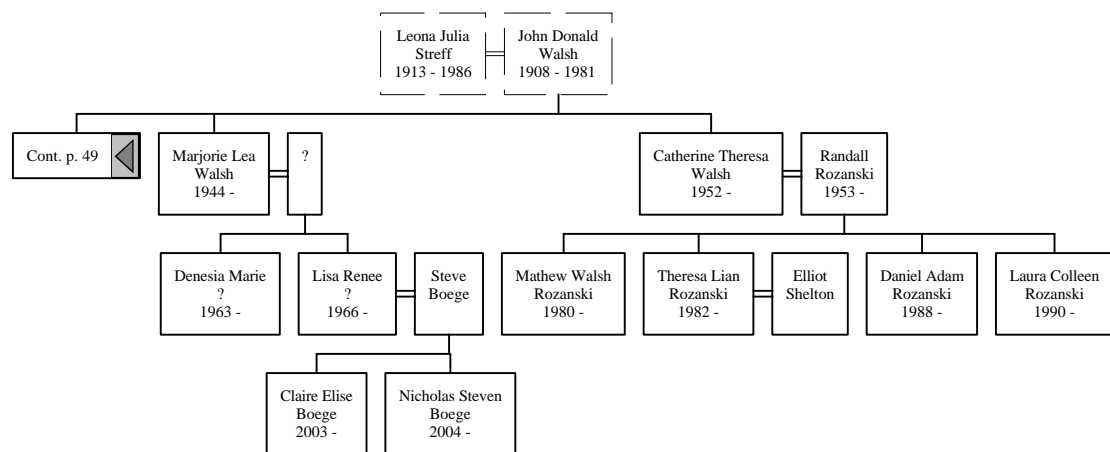 Leona Julia
Streff
1913 - 1986
John Donald
Walsh
1908 - 1981
Cont. p. 49
Marjorie Lea
Walsh
1944 -
?
Catherine Theresa
Walsh
1952 -
Randall
Rozanski
1953 -
Denesia Marie
?
1963 -
Lisa Renee
?
1966 -
Steve
Boege
Mathew Walsh
Rozanski
1980 -
Theresa Lian
Rozanski
1982 -
Elliot
Shelton
Daniel Adam
Rozanski
1988 -
Laura Colleen
Rozanski
1990 -
Claire Elise
Boege
2003 -
Nicholas Steven
Boege
2004 -